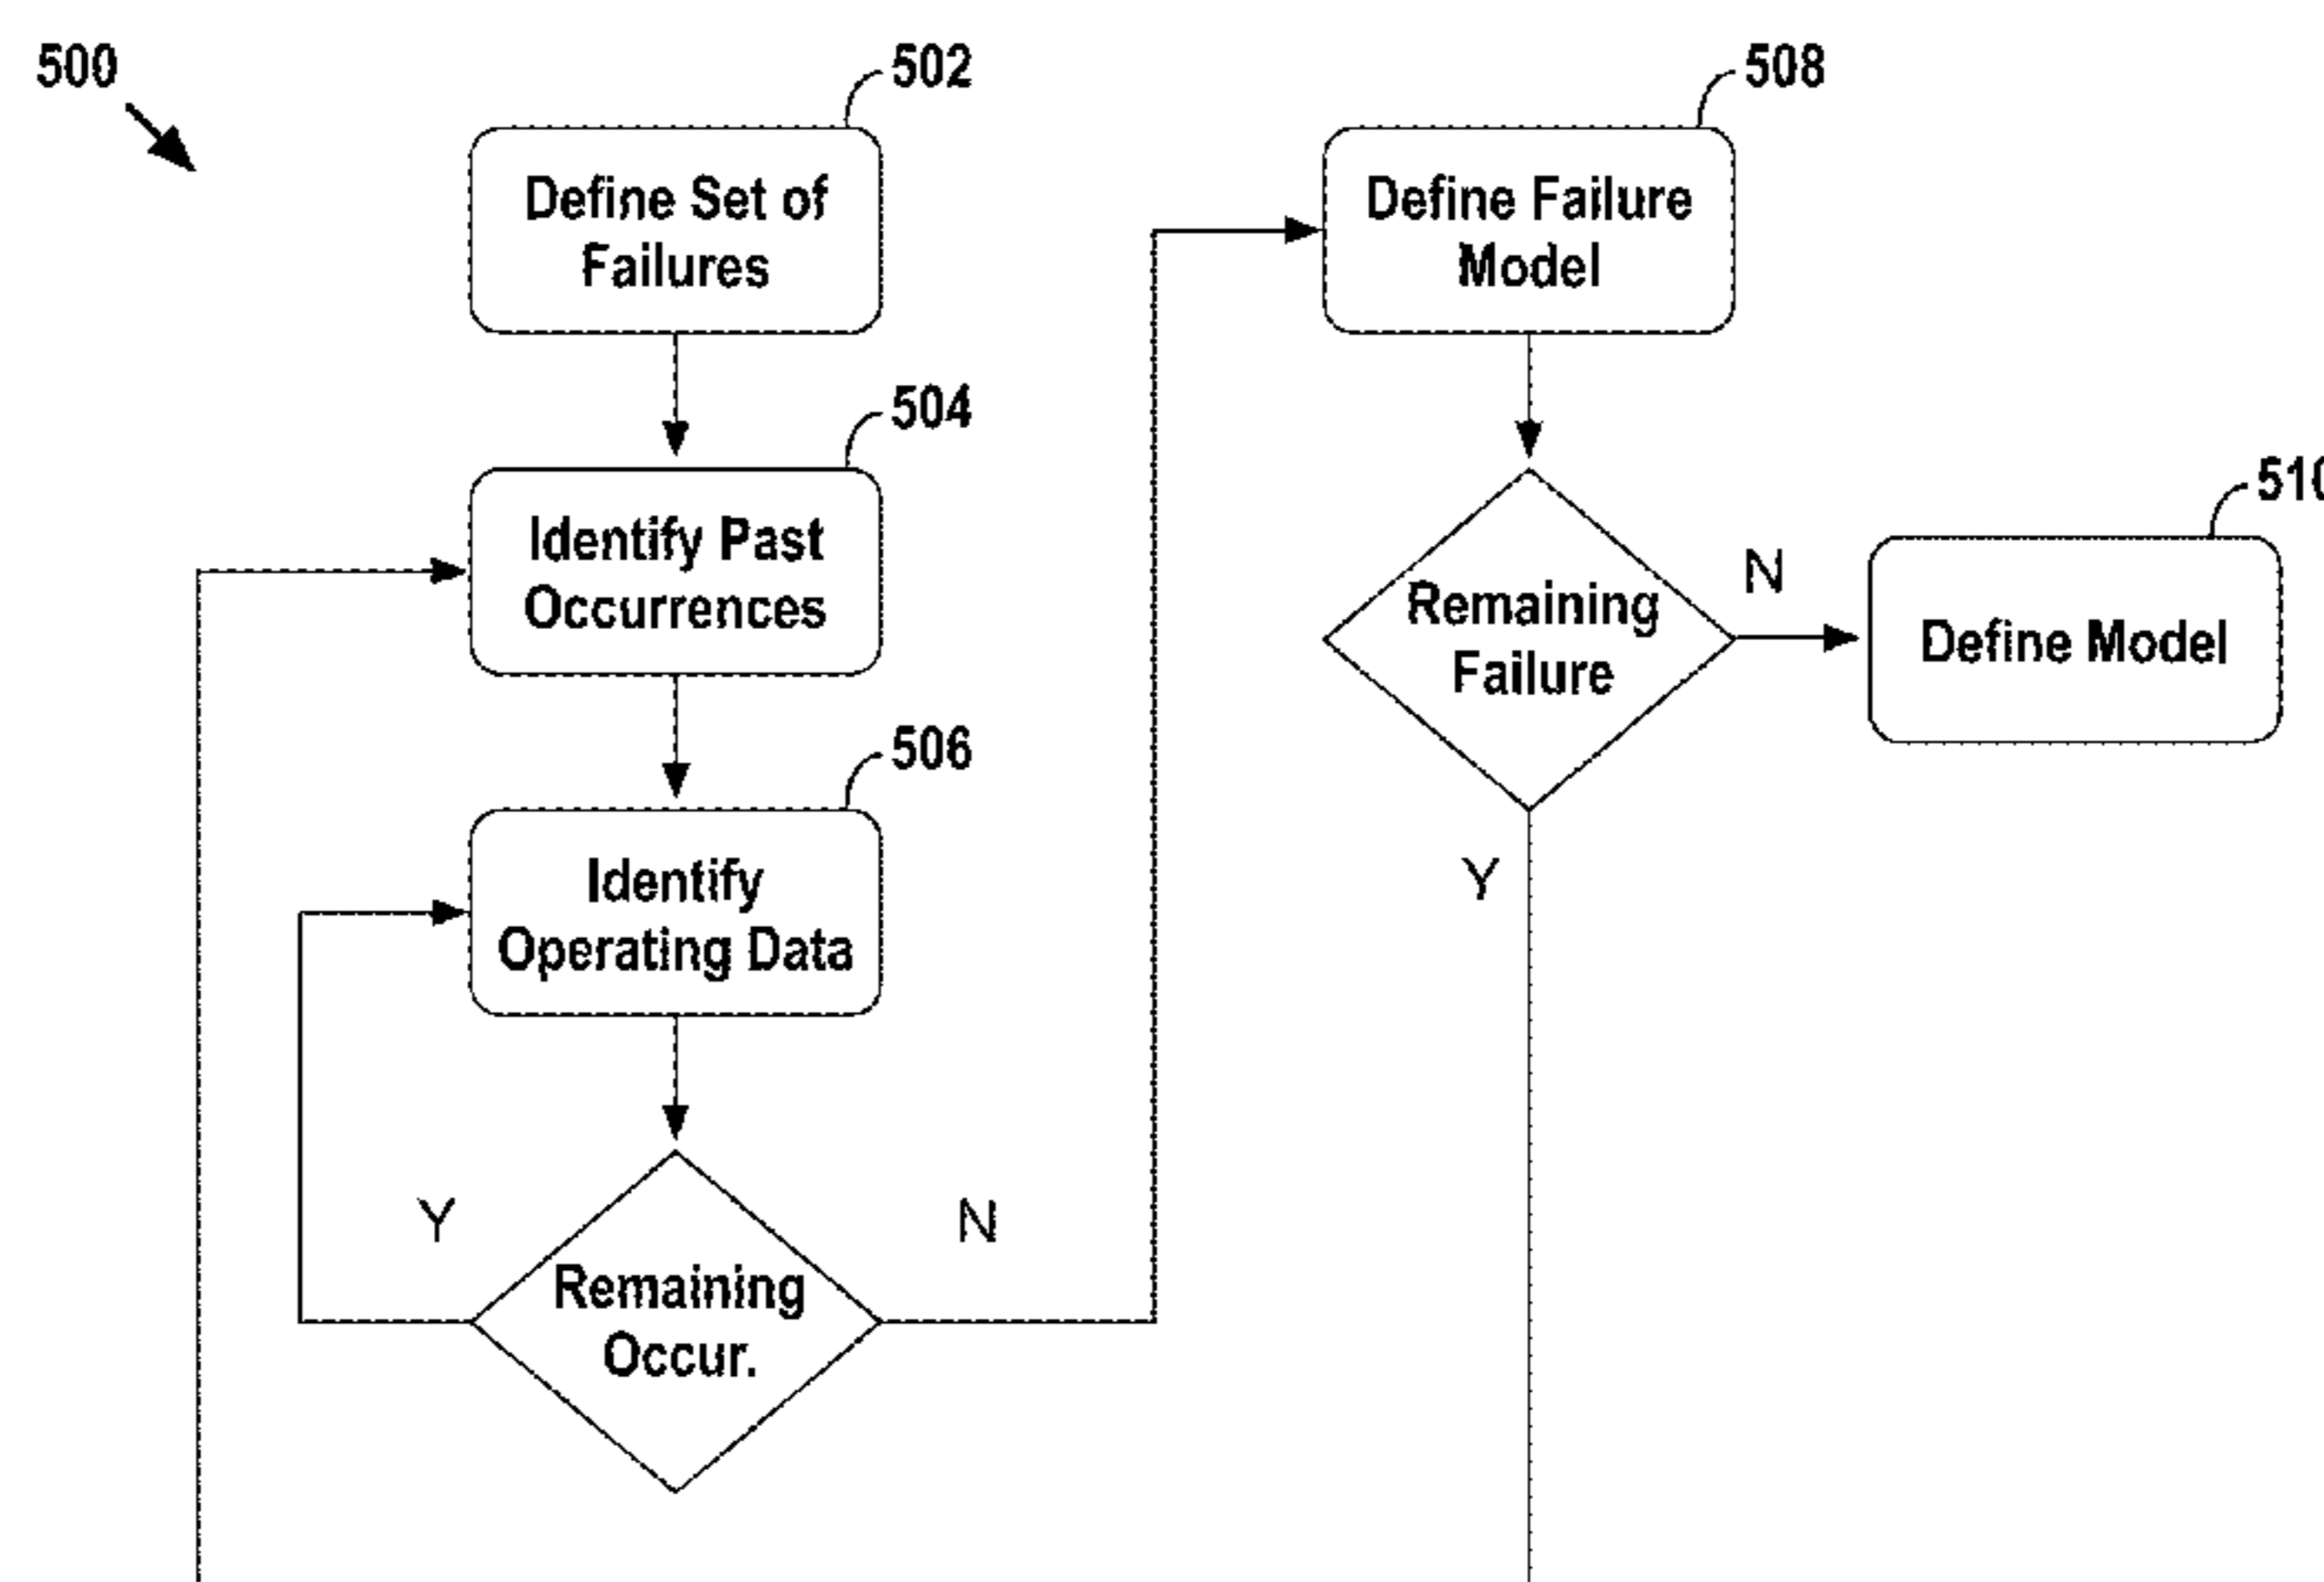 500
502
Define Set of
Failures
504
Identify Past
Occurrences
506
Identify
Operating Data
Y
N
Remaining
Occur.
508
Define Failure
Model
Remaining
Failure
N
Y
510
Define Model